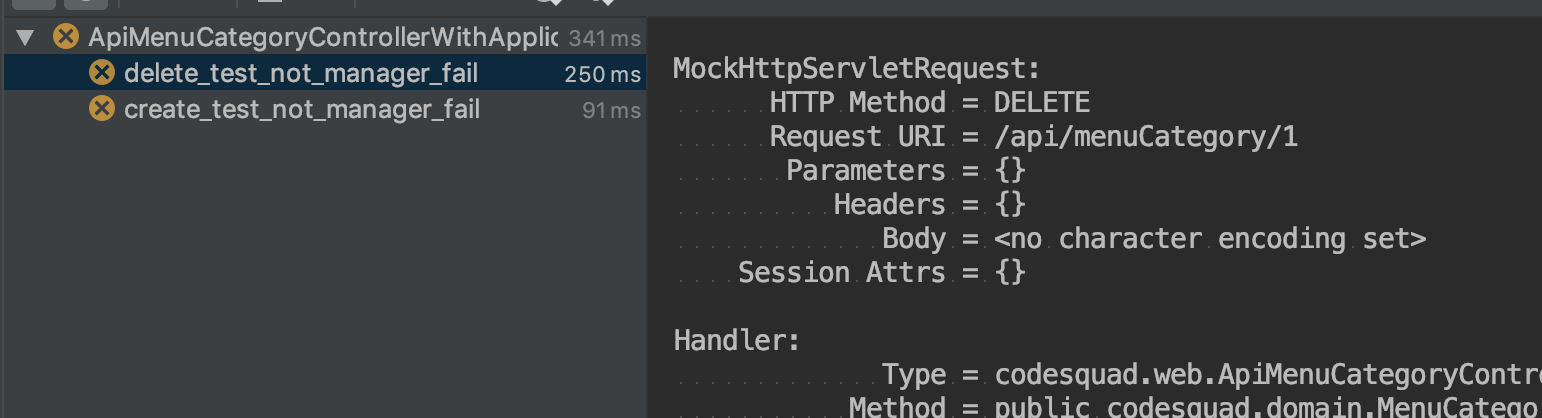 ApiMenuCategoryControllerWithApplic 341 ms
delete_test_not_manager_fail 250 ms
create_test_not_manager_fail 91 ms
MockHttpServletRequest:
HTTP Method = DELETE
Request URI = /api/menuCategory/1
Parameters = {}
Headers = {}
Body = <no character encoding set>
Session Attrs = {}
Handler:
Type = codesquad.web.ApiMenuCategoryContr
Method = public codesquad.domain.MenuCatego